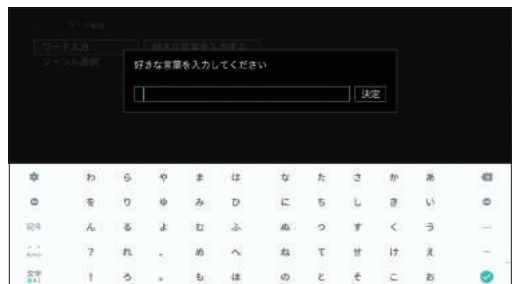 ワード入力 好きな言葉を入力する
ジャンル選択
好きな言葉を入力してください
決定
わ ら や ま は な た さ か あ
を り ゆ み ひ に ち し き い
記号 ん る よ む ふ ぬ つ す く う
? れ 、 め へ ね て せ け え
文字 ! ろ 。 も ほ の と そ こ お